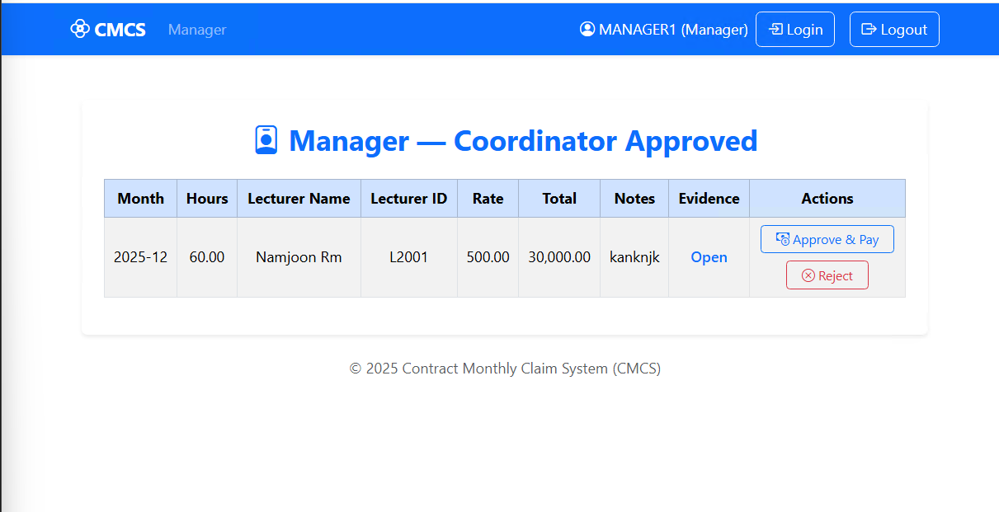 CMCS Manager MANAGER1 (Manager) Login Logout
Manager — Coordinator Approved
Month Hours Lecturer Name Lecturer ID Rate Total Notes Evidence Actions
2025-12 60.00 Namjoon Rm L2001 500.00 30,000.00 kanknjk Open Approve & Pay
Reject
© 2025 Contract Monthly Claim System (CMCS)